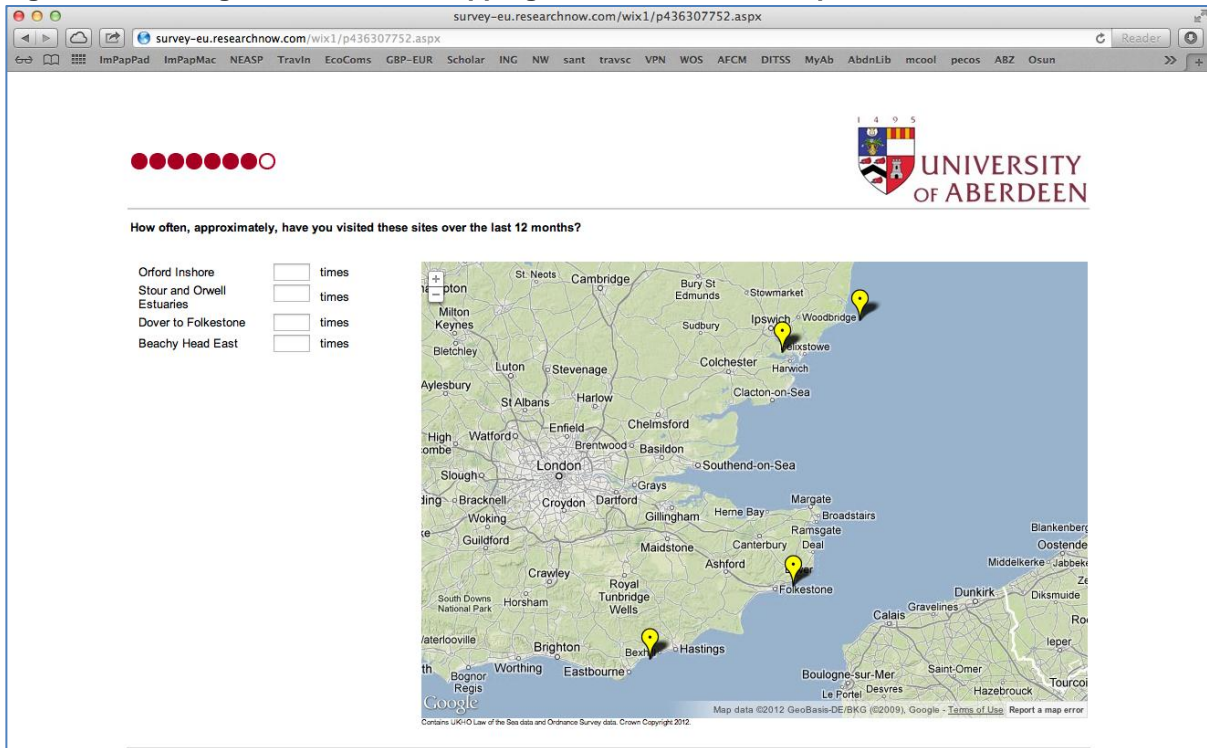 survey-eu.researchnow.com/wix1/p436307752.aspx
survey-eu.researchnow.com/wix1/p436307752.aspx
Reader
ImPapPad ImPapMac NEASP TravIn EcoComs GBP-EUR Scholar ING NW sant travsc VPN WOS AFCM DITSS MyAb AbdnLib mcool pecos ABZ Osun
1 4 9 5
UNIVERSITY
OF ABERDEEN
How often, approximately, have you visited these sites over the last 12 months?
Orford Inshore times
Stour and Orwell
Estuaries times
Dover to Folkestone times
Beachy Head East times
+
−
St. Neots
Cambridge
Bury St
Edmunds
Stowmarket
Milton
Keynes
Sudbury
Ipswich
Woodbridge
Bletchley
Colchester
Harwich
Luton
Stevenage
Aylesbury
Clacton-on-Sea
St Albans
Harlow
Chelmsford
Enfield
High
Watford
Brentwood
Basildon
London
Southend-on-Sea
Slough
Grays
Bracknell
Croydon
Dartford
Margate
Woking
Gillingham
Herne Bay
Broadstairs
Ramsgate
Blankenberg
Guildford
Maidstone
Canterbury
Deal
Oostende
Ashford
Middelkerke
Jabbeke
Crawley
Royal
Tunbridge
Wells
Folkestone
Dunkirk
Diksmuide
South Downs
National Park
Horsham
Calais
Gravelines
Ieper
Brighton
Hastings
Worthing
Eastbourne
Bognor
Regis
Boulogne-sur-Mer
Saint-Omer
Le Portel
Desvres
Hazebrouck
Tourcoi
Google
Map data ©2012 GeoBasis-DE/BKG (©2009), Google - Terms of Use Report a map error
Contains UKHO Law of the Sea data and Ordnance Survey data. Crown Copyright 2012.